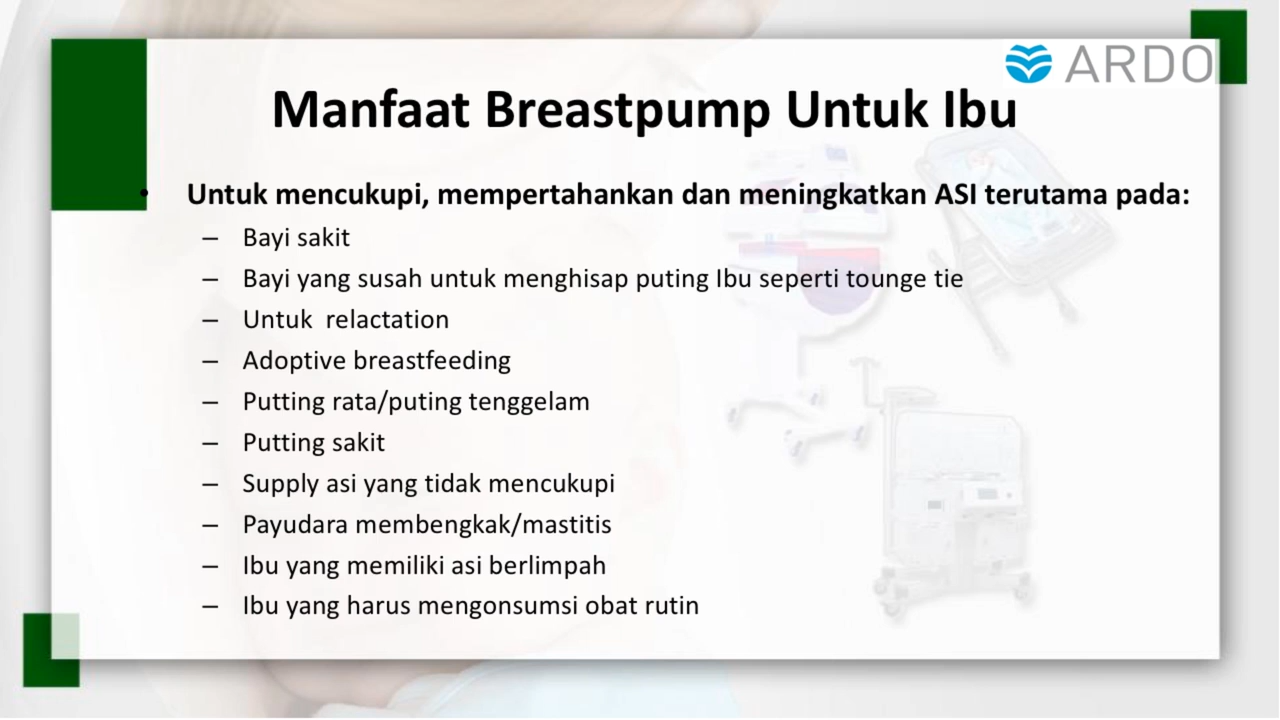 ARDO
Manfaat Breastpump Untuk Ibu
• Untuk mencukupi, mempertahankan dan meningkatkan ASI terutama pada:
– Bayi sakit
– Bayi yang susah untuk menghisap puting Ibu seperti tounge tie
– Untuk relactation
– Adoptive breastfeeding
– Putting rata/puting tenggelam
– Putting sakit
– Supply asi yang tidak mencukupi
– Payudara membengkak/mastitis
– Ibu yang memiliki asi berlimpah
– Ibu yang harus mengonsumsi obat rutin